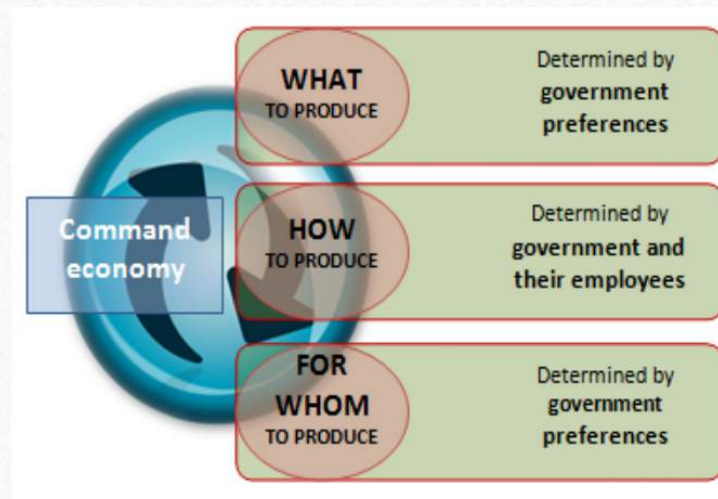 Command
economy
WHAT
TO PRODUCE
Determined by
government
preferences
HOW
TO PRODUCE
Determined by
government and
their employees
FOR
WHOM
TO PRODUCE
Determined by
government
preferences